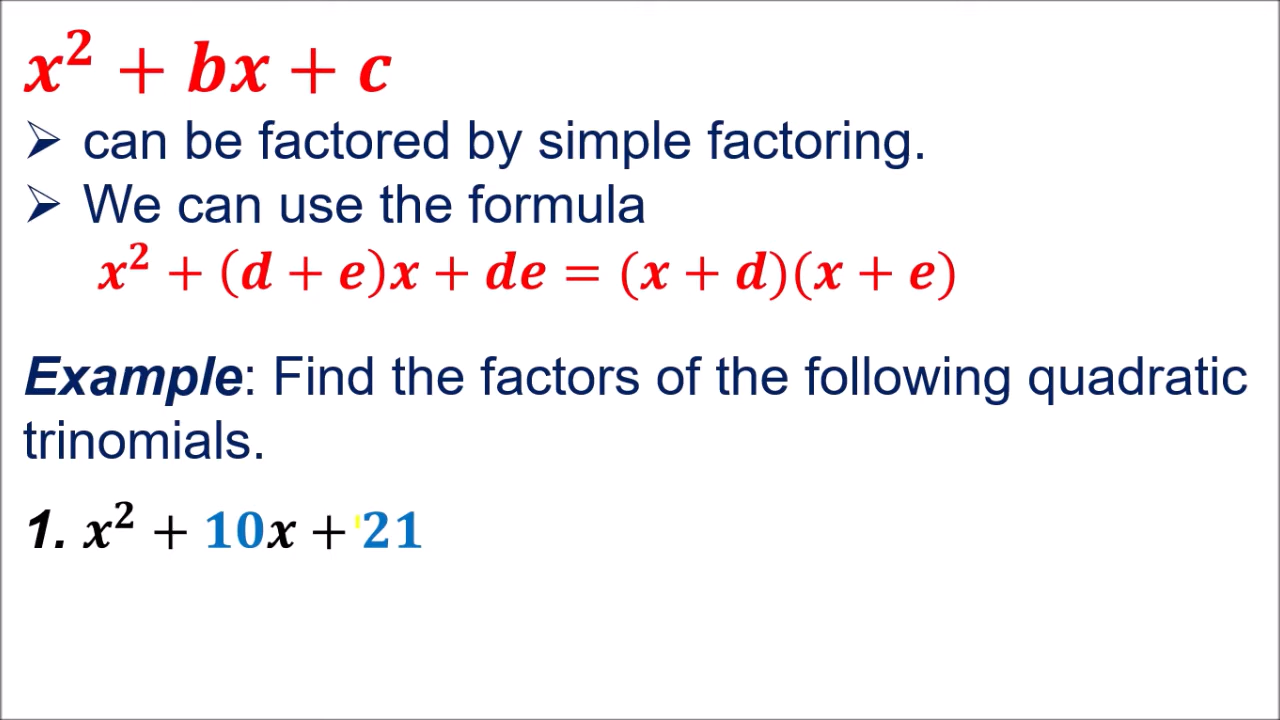 x² + bx + c
➢ can be factored by simple factoring.
➢ We can use the formula
x² + (d + e)x + de = (x + d)(x + e)
Example: Find the factors of the following quadratic
trinomials.
1. x² + 10x + 21